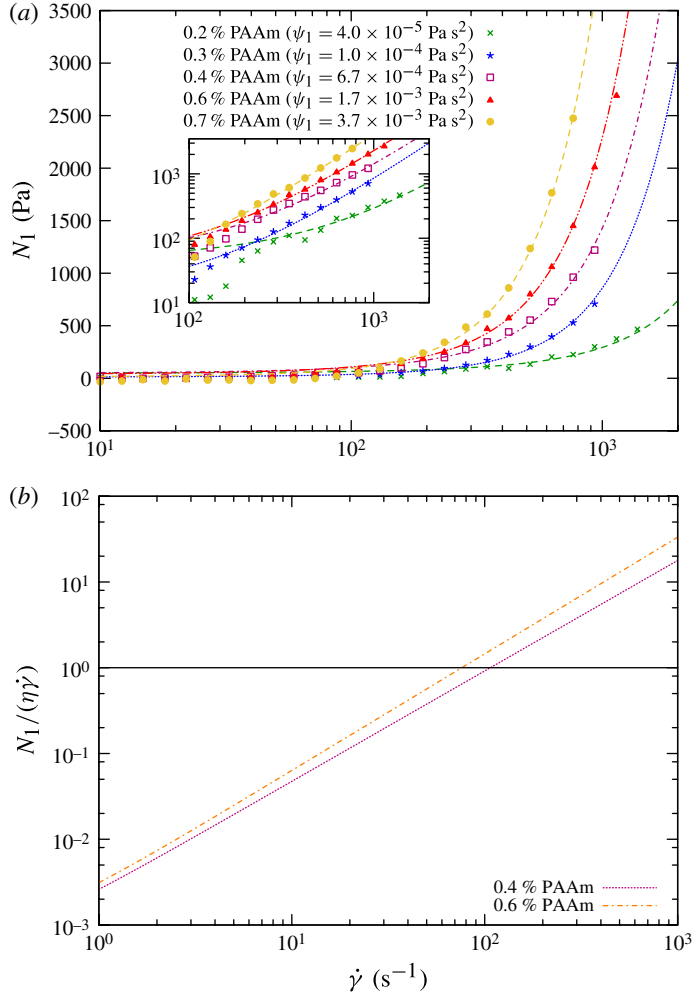 (a)
3500
3000
2500
2000
1500
1000
500
0
−500
N₁ (Pa)
0.2 % PAAm (ψ₁ = 4.0 × 10⁻⁵ Pa s²)
0.3 % PAAm (ψ₁ = 1.0 × 10⁻⁴ Pa s²)
0.4 % PAAm (ψ₁ = 6.7 × 10⁻⁴ Pa s²)
0.6 % PAAm (ψ₁ = 1.7 × 10⁻³ Pa s²)
0.7 % PAAm (ψ₁ = 3.7 × 10⁻³ Pa s²)
10³
10²
10¹
10² 10³
10¹ 10² 10³
(b)
10²
10¹
10⁰
10⁻¹
10⁻²
10⁻³
N₁/(ηγ̇)
0.4 % PAAm
0.6 % PAAm
10⁰ 10¹ 10² 10³
γ̇ (s⁻¹)